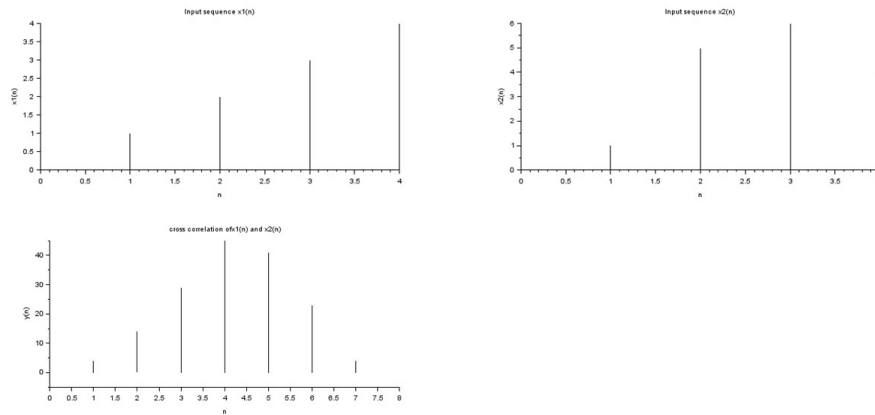 Input sequence x1(n)
4
3.5
3
2.5
2
1.5
1
0.5
0
x1(n)
0 0.5 1 1.5 2 2.5 3 3.5 4
n
Input sequence x2(n)
6
5
4
3
2
1
0
x2(n)
0 0.5 1 1.5 2 2.5 3 3.5
n
cross correlation ofx1(n) and x2(n)
40
30
20
10
0
y(n)
0 0.5 1 1.5 2 2.5 3 3.5 4 4.5 5 5.5 6 6.5 7 7.5 8
n